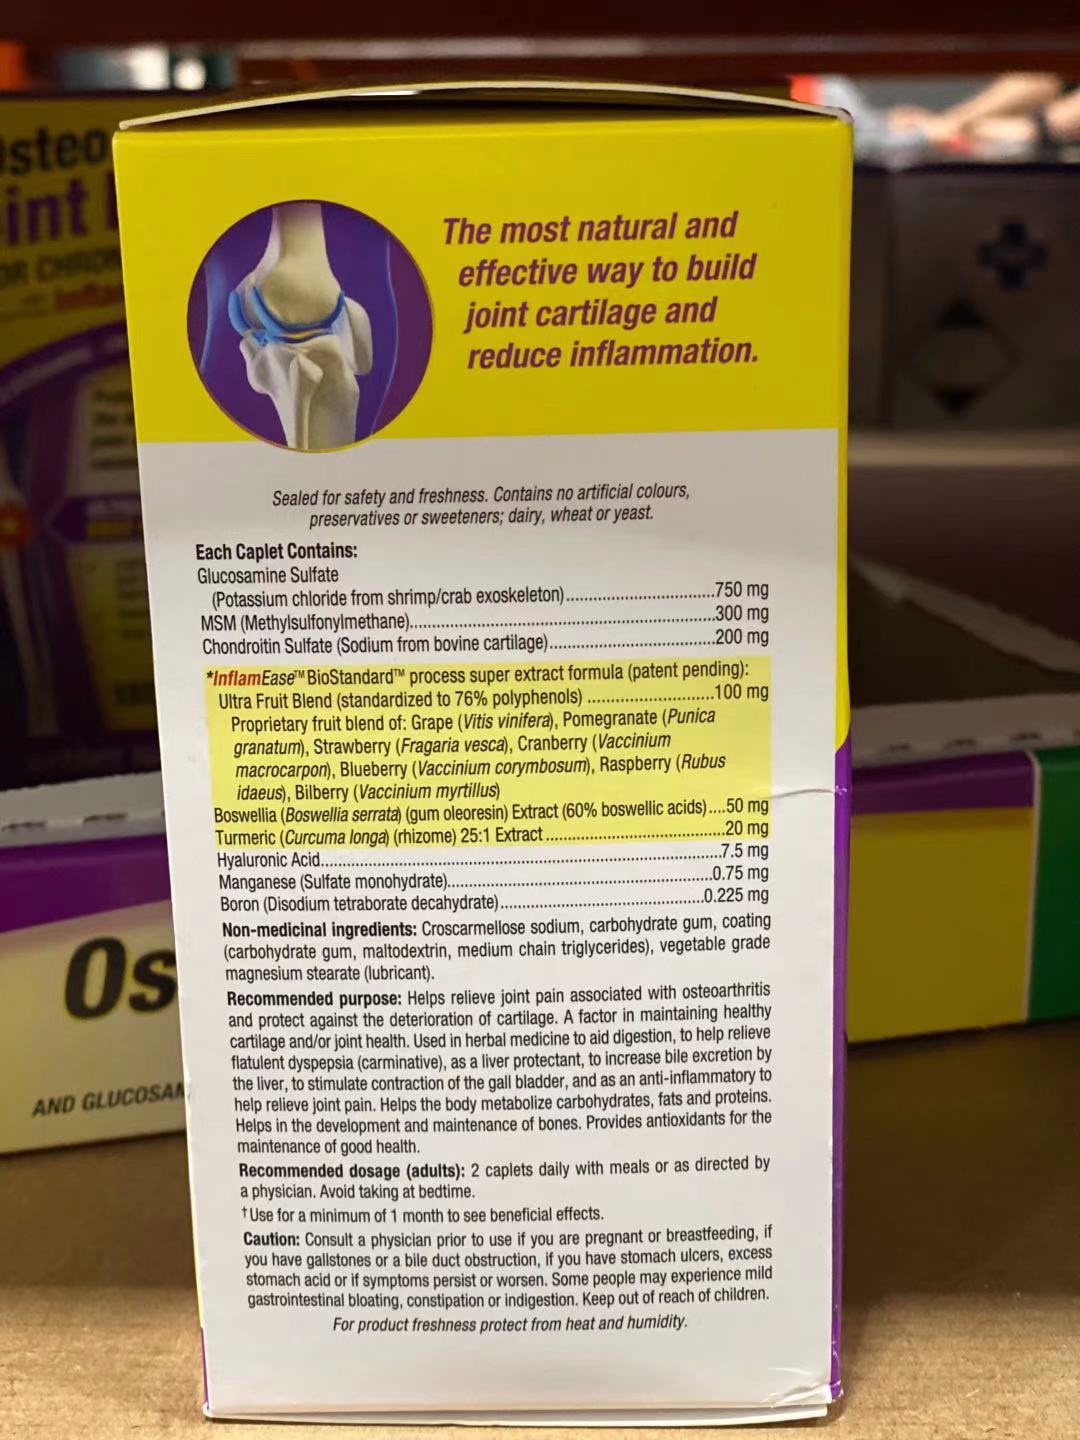 steo
int
The most natural and
effective way to build
joint cartilage and
reduce inflammation.
Sealed for safety and freshness. Contains no artificial colours,
preservatives or sweeteners; dairy, wheat or yeast.
Each Caplet Contains:
Glucosamine Sulfate
(Potassium chloride from shrimp/crab exoskeleton)..................................750 mg
MSM (Methylsulfonylmethane)......................................................................300 mg
Chondroitin Sulfate (Sodium from bovine cartilage)......................................200 mg
*InflamEase™ BioStandard™ process super extract formula (patent pending):
Ultra Fruit Blend (standardized to 76% polyphenols) ............................100 mg
Proprietary fruit blend of: Grape (Vitis vinifera), Pomegranate (Punica
granatum), Strawberry (Fragaria vesca), Cranberry (Vaccinium
macrocarpon), Blueberry (Vaccinium corymbosum), Raspberry (Rubus
idaeus), Bilberry (Vaccinium myrtillus)
Boswellia (Boswellia serrata) (gum oleoresin) Extract (60% boswellic acids)....50 mg
Turmeric (Curcuma longa) (rhizome) 25:1 Extract.........................................20 mg
Hyaluronic Acid.............................................................................................7.5 mg
Manganese (Sulfate monohydrate)..............................................................0.75 mg
Boron (Disodium tetraborate decahydrate)................................................0.225 mg
Non-medicinal ingredients: Croscarmellose sodium, carbohydrate gum, coating
(carbohydrate gum, maltodextrin, medium chain triglycerides), vegetable grade
magnesium stearate (lubricant).
Recommended purpose: Helps relieve joint pain associated with osteoarthritis
and protect against the deterioration of cartilage. A factor in maintaining healthy
cartilage and/or joint health. Used in herbal medicine to aid digestion, to help relieve
flatulent dyspepsia (carminative), as a liver protectant, to increase bile excretion by
the liver, to stimulate contraction of the gall bladder, and as an anti-inflammatory to
help relieve joint pain. Helps the body metabolize carbohydrates, fats and proteins.
Helps in the development and maintenance of bones. Provides antioxidants for the
maintenance of good health.
Recommended dosage (adults): 2 caplets daily with meals or as directed by
a physician. Avoid taking at bedtime.
†Use for a minimum of 1 month to see beneficial effects.
Caution: Consult a physician prior to use if you are pregnant or breastfeeding, if
you have gallstones or a bile duct obstruction, if you have stomach ulcers, excess
stomach acid or if symptoms persist or worsen. Some people may experience mild
gastrointestinal bloating, constipation or indigestion. Keep out of reach of children.
For product freshness protect from heat and humidity.
Os
AND GLUCOSAM